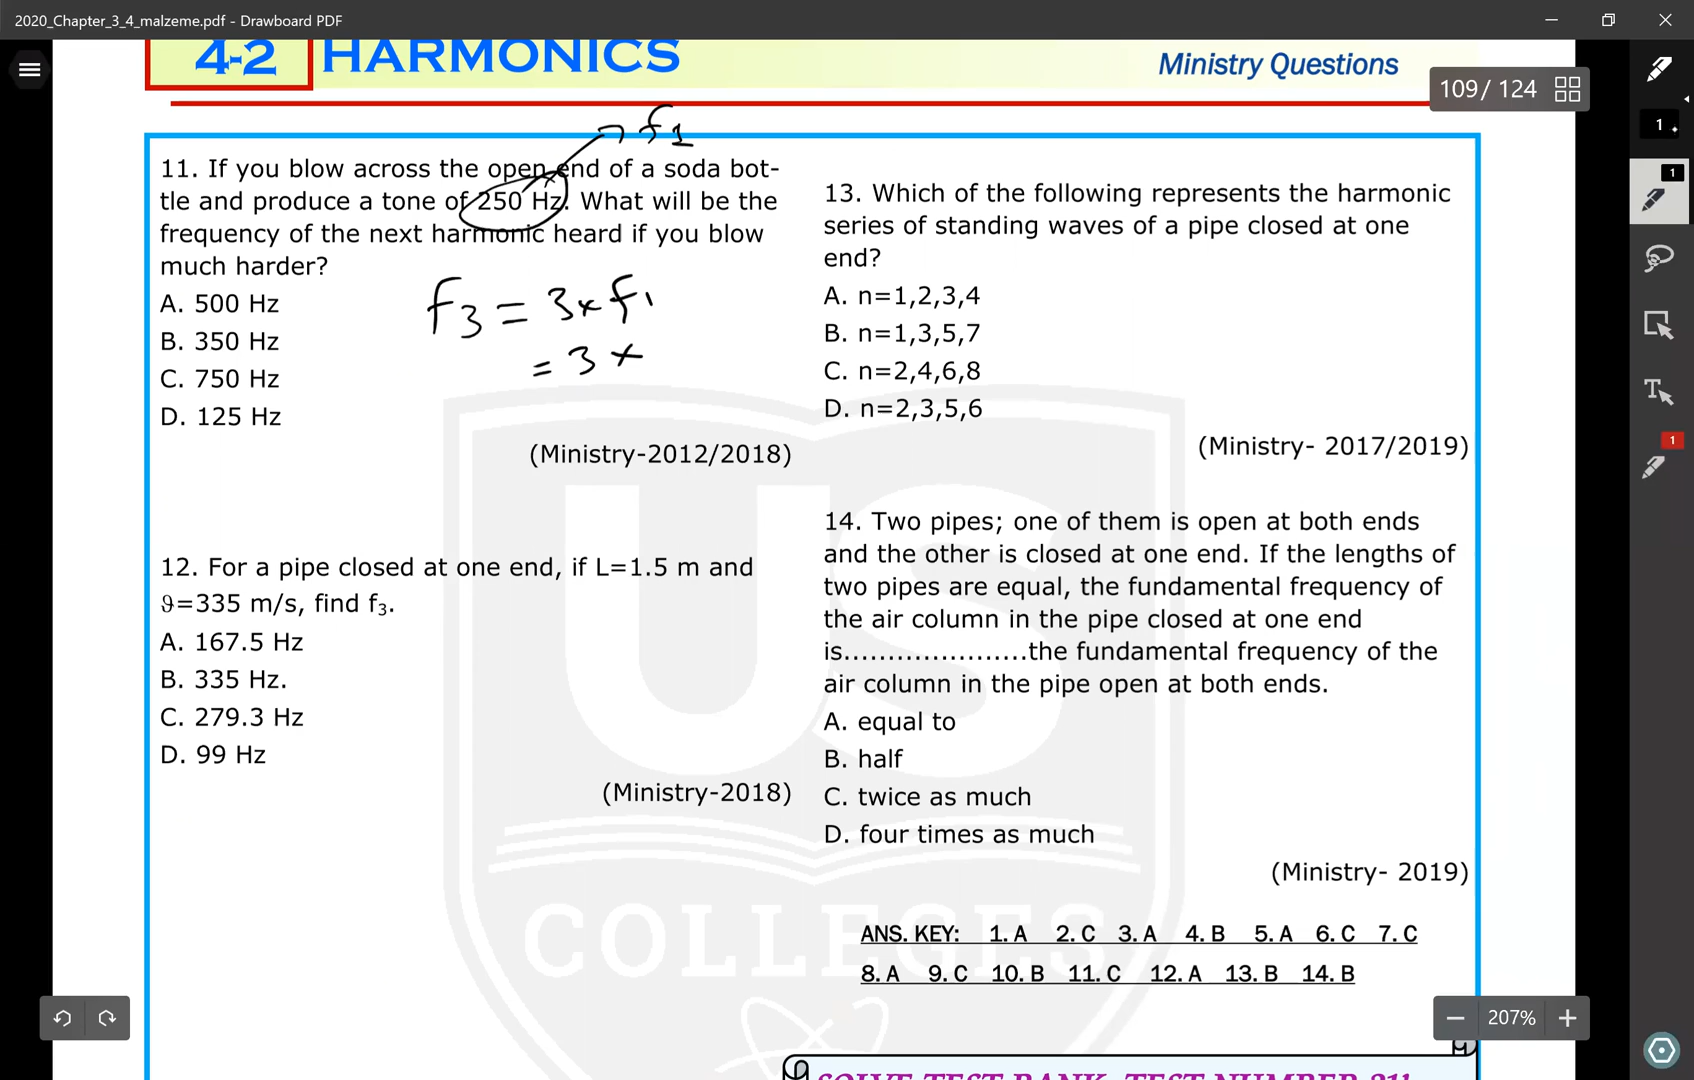 2020_Chapter_3_4_malzeme.pdf - Drawboard PDF
4-2 HARMONICS
Ministry Questions
109/ 124
1
1
1
f1
11. If you blow across the open end of a soda bot-
tle and produce a tone of 250 Hz. What will be the
frequency of the next harmonic heard if you blow
much harder?
A. 500 Hz
B. 350 Hz
C. 750 Hz
D. 125 Hz
f3 = 3x f1
= 3 x
(Ministry-2012/2018)
12. For a pipe closed at one end, if L=1.5 m and
ϑ=335 m/s, find f₃.
A. 167.5 Hz
B. 335 Hz.
C. 279.3 Hz
D. 99 Hz
(Ministry-2018)
13. Which of the following represents the harmonic
series of standing waves of a pipe closed at one
end?
A. n=1,2,3,4
B. n=1,3,5,7
C. n=2,4,6,8
D. n=2,3,5,6
(Ministry- 2017/2019)
14. Two pipes; one of them is open at both ends
and the other is closed at one end. If the lengths of
two pipes are equal, the fundamental frequency of
the air column in the pipe closed at one end
is.....................the fundamental frequency of the
air column in the pipe open at both ends.
A. equal to
B. half
C. twice as much
D. four times as much
(Ministry- 2019)
ANS. KEY: 1. A 2. C 3. A 4. B 5. A 6. C 7. C
8. A 9. C 10. B 11. C 12. A 13. B 14. B
US
COLLEGES
207%
SOLVE TEST BANK, TEST NUMBER